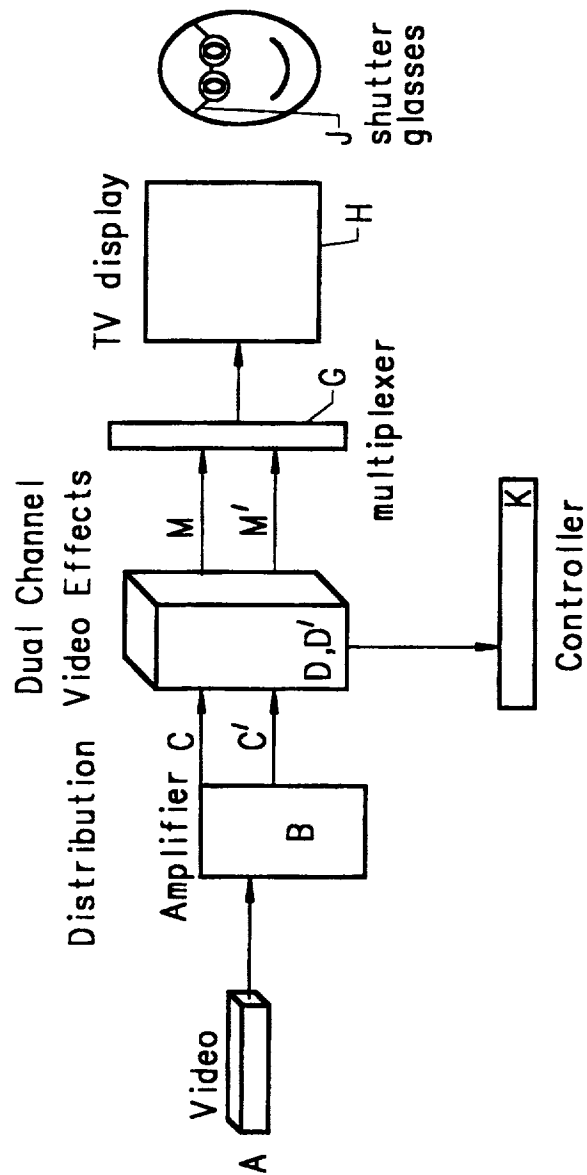 A
Video
Distribution
Amplifier
B
C
C'
Dual Channel
Video Effects
D,D'
M
M'
multiplexer
G
TV display
H
J
shutter
glasses
Controller
K